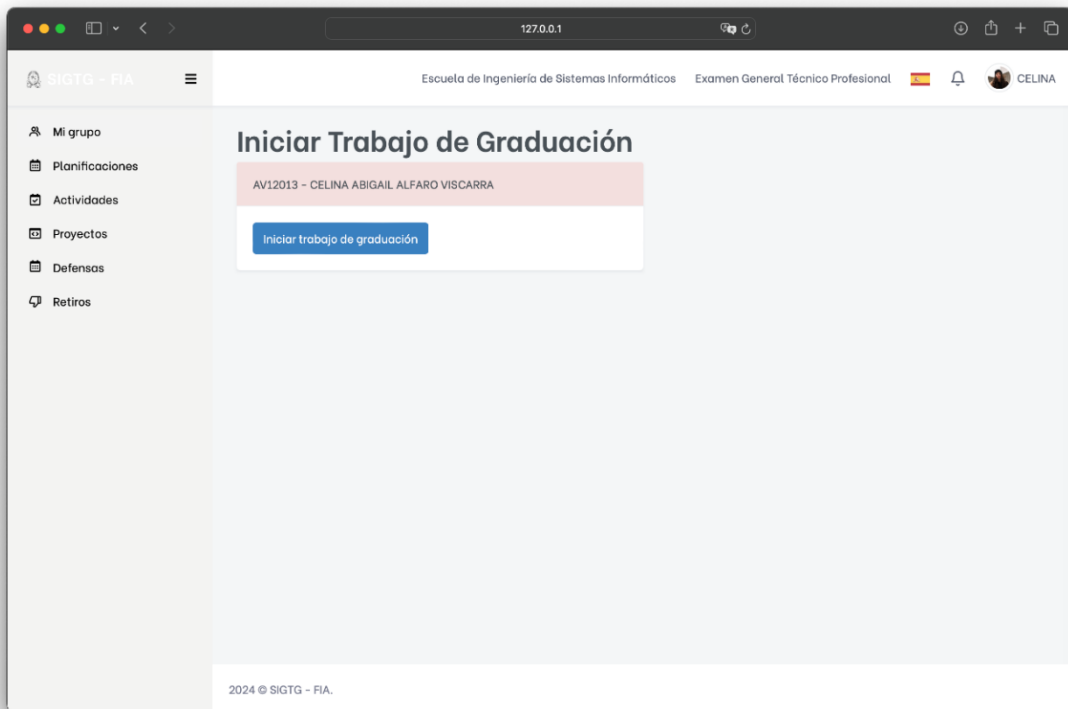 127.0.0.1
SIGTG - FIA
Escuela de Ingeniería de Sistemas Informáticos Examen General Técnico Profesional CELINA
Mi grupo
Planificaciones
Actividades
Proyectos
Defensas
Retiros
Iniciar Trabajo de Graduación
AV12013 - CELINA ABIGAIL ALFARO VISCARRA
Iniciar trabajo de graduación
2024 © SIGTG - FIA.